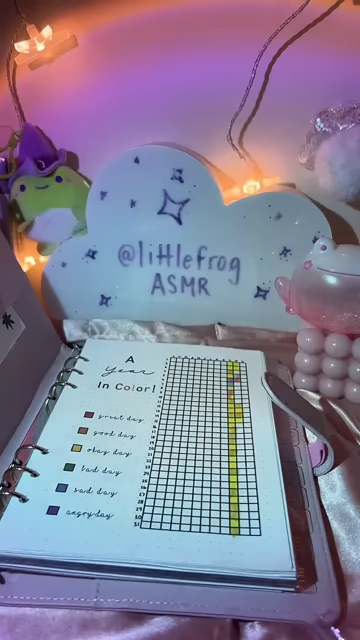 @littlefrog
ASMR
A
Year
In Color!
great day
good day
okay day
bad day
sad day
angry day